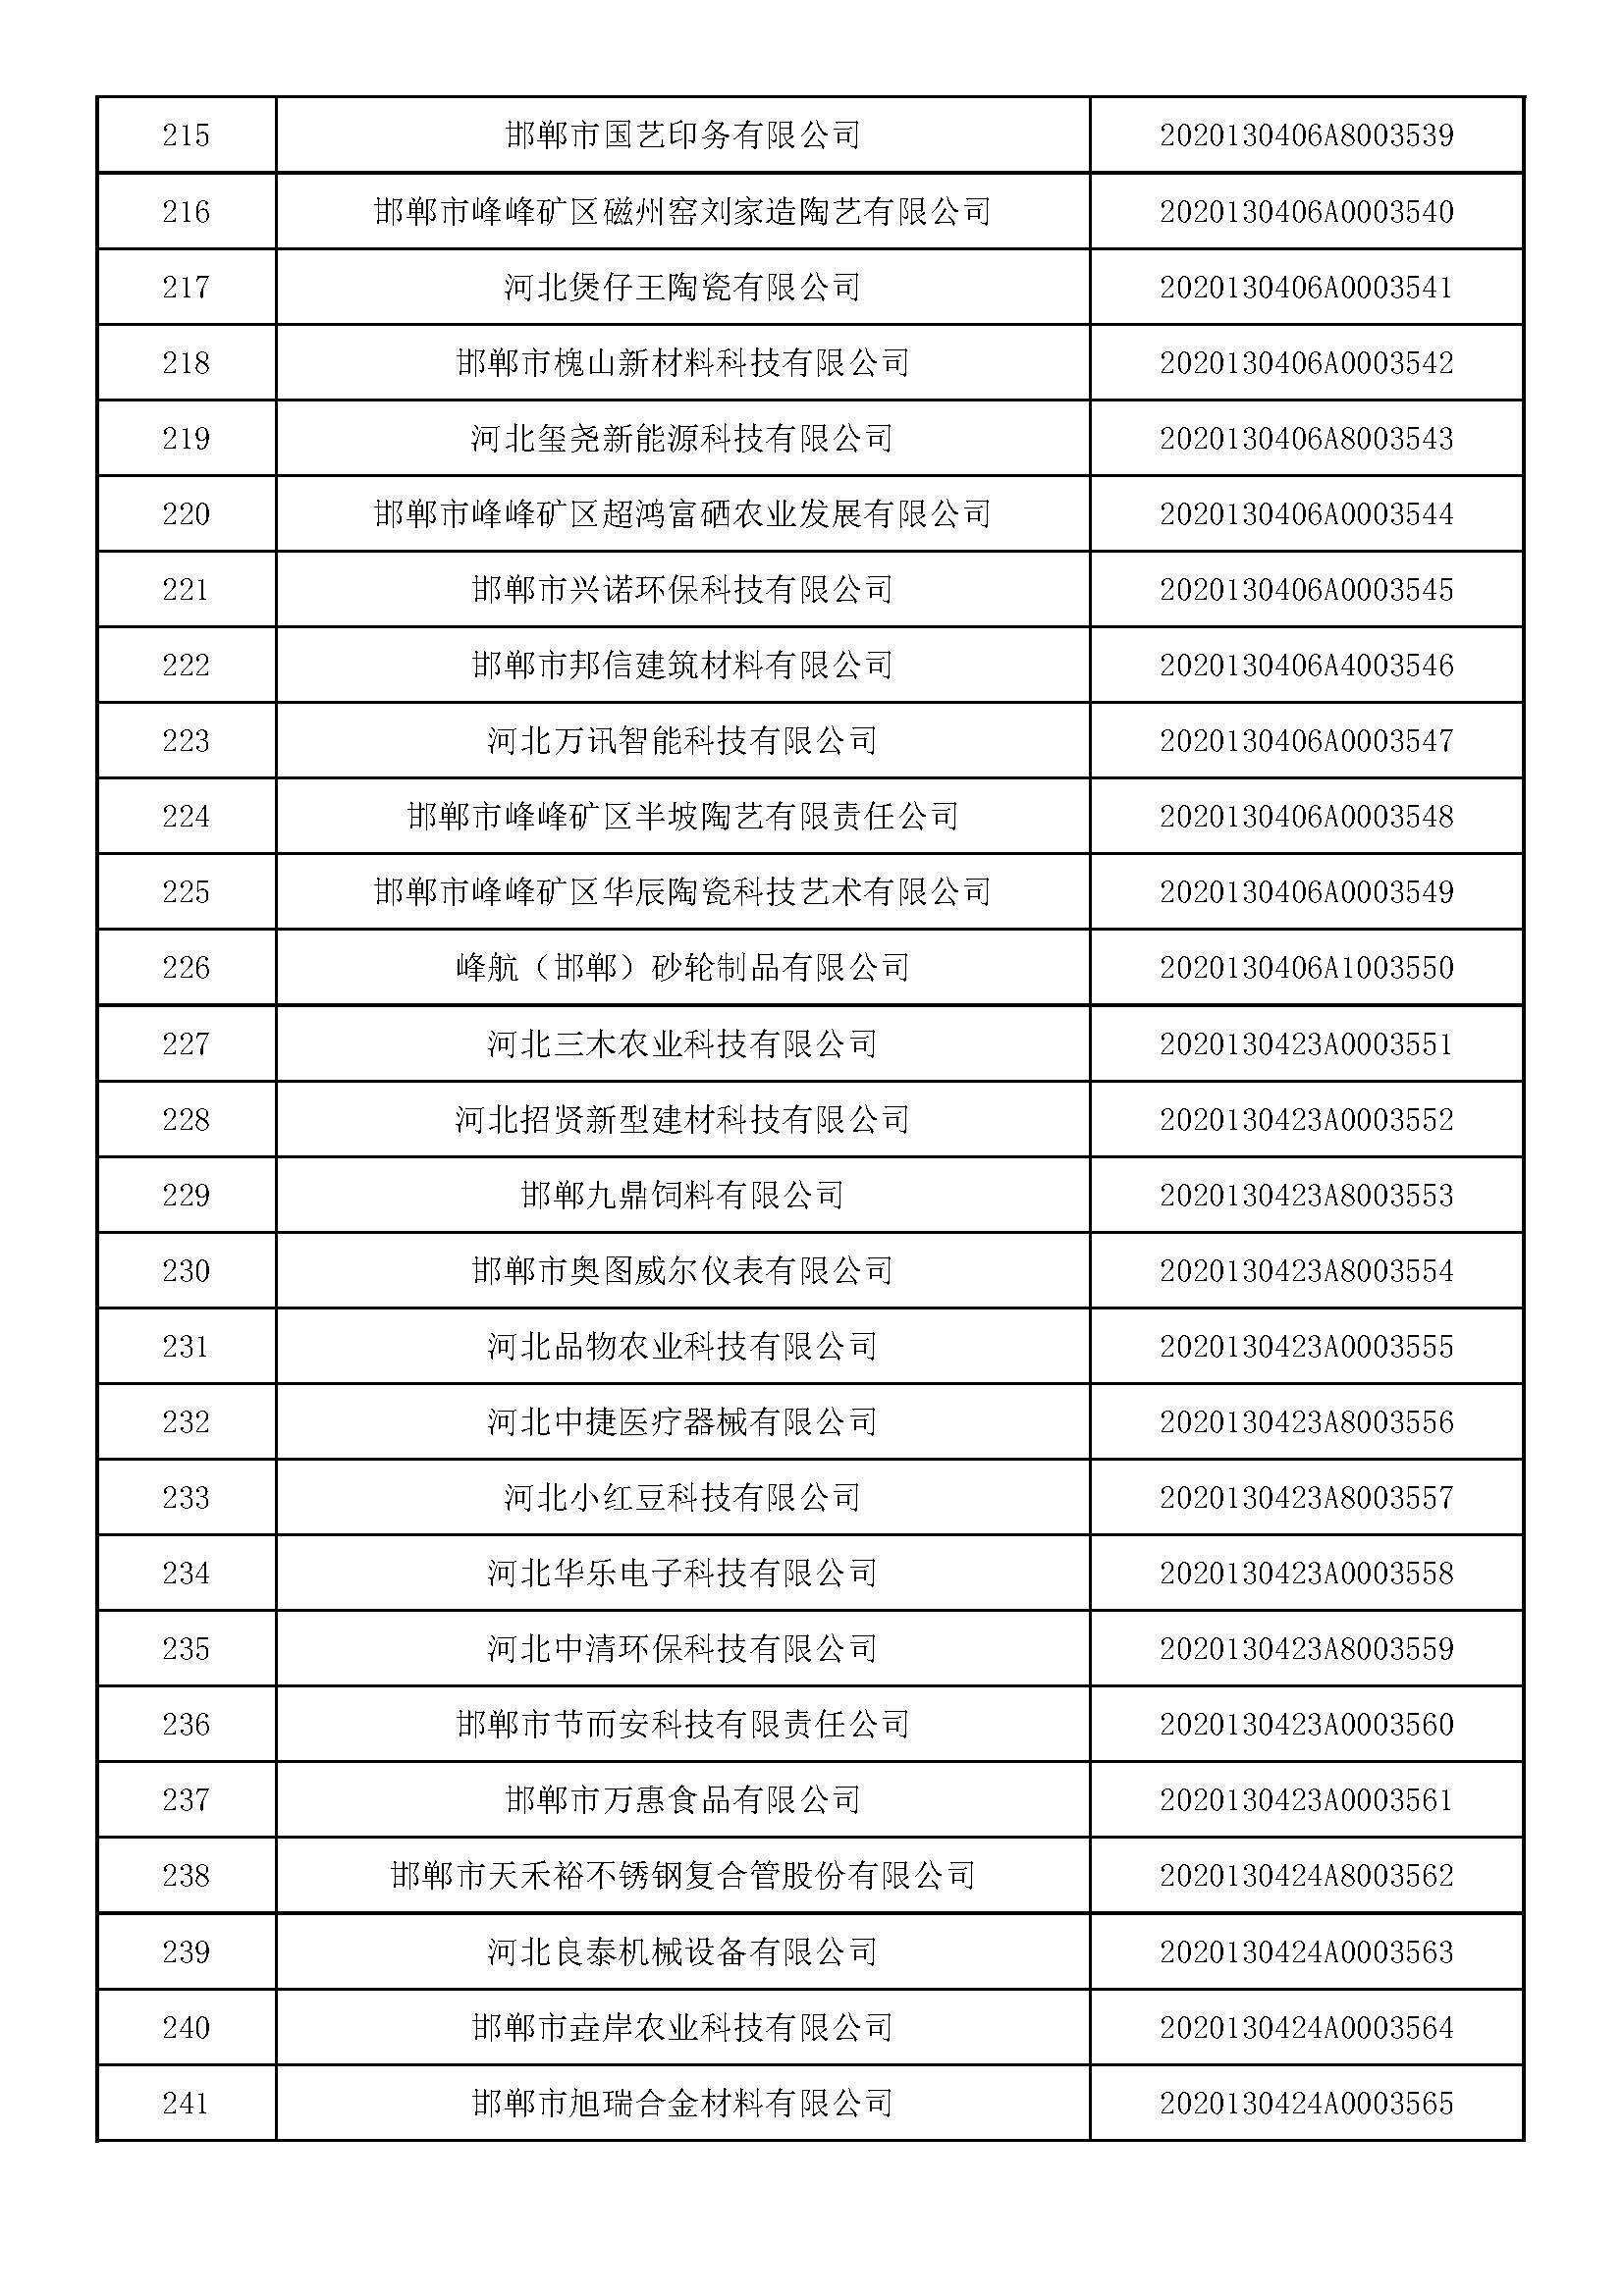 215 邯郸市国艺印务有限公司 2020130406A8003539
216 邯郸市峰峰矿区磁州窑刘家造陶艺有限公司 2020130406A0003540
217 河北煲仔王陶瓷有限公司 2020130406A0003541
218 邯郸市槐山新材料科技有限公司 2020130406A0003542
219 河北玺尧新能源科技有限公司 2020130406A8003543
220 邯郸市峰峰矿区超鸿富硒农业发展有限公司 2020130406A0003544
221 邯郸市兴诺环保科技有限公司 2020130406A0003545
222 邯郸市邦信建筑材料有限公司 2020130406A4003546
223 河北万讯智能科技有限公司 2020130406A0003547
224 邯郸市峰峰矿区半坡陶艺有限责任公司 2020130406A0003548
225 邯郸市峰峰矿区华辰陶瓷科技艺术有限公司 2020130406A0003549
226 峰航（邯郸）砂轮制品有限公司 2020130406A1003550
227 河北三木农业科技有限公司 2020130423A0003551
228 河北招贤新型建材科技有限公司 2020130423A0003552
229 邯郸九鼎饲料有限公司 2020130423A8003553
230 邯郸市奥图威尔仪表有限公司 2020130423A8003554
231 河北品物农业科技有限公司 2020130423A0003555
232 河北中捷医疗器械有限公司 2020130423A8003556
233 河北小红豆科技有限公司 2020130423A8003557
234 河北华乐电子科技有限公司 2020130423A0003558
235 河北中清环保科技有限公司 2020130423A8003559
236 邯郸市节而安科技有限责任公司 2020130423A0003560
237 邯郸市万惠食品有限公司 2020130423A0003561
238 邯郸市天禾裕不锈钢复合管股份有限公司 2020130424A8003562
239 河北良泰机械设备有限公司 2020130424A0003563
240 邯郸市垚岸农业科技有限公司 2020130424A0003564
241 邯郸市旭瑞合金材料有限公司 2020130424A0003565